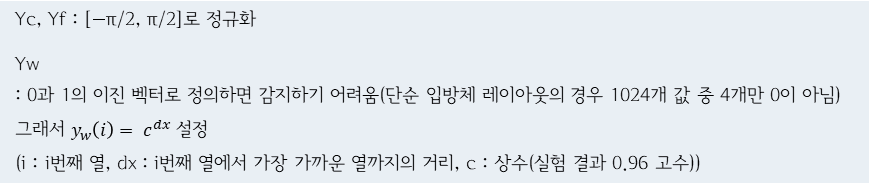 Yc, Yf : [−π/2, π/2]로 정규화
Yw
: 0과 1의 이진 벡터로 정의하면 감지하기 어려움(단순 입방체 레이아웃의 경우 1024개 값 중 4개만 0이 아님)
그래서 y_w(i) = c^{dx} 설정
(i : i번째 열, dx : i번째 열에서 가장 가까운 열까지의 거리, c : 상수(실험 결과 0.96 고수))